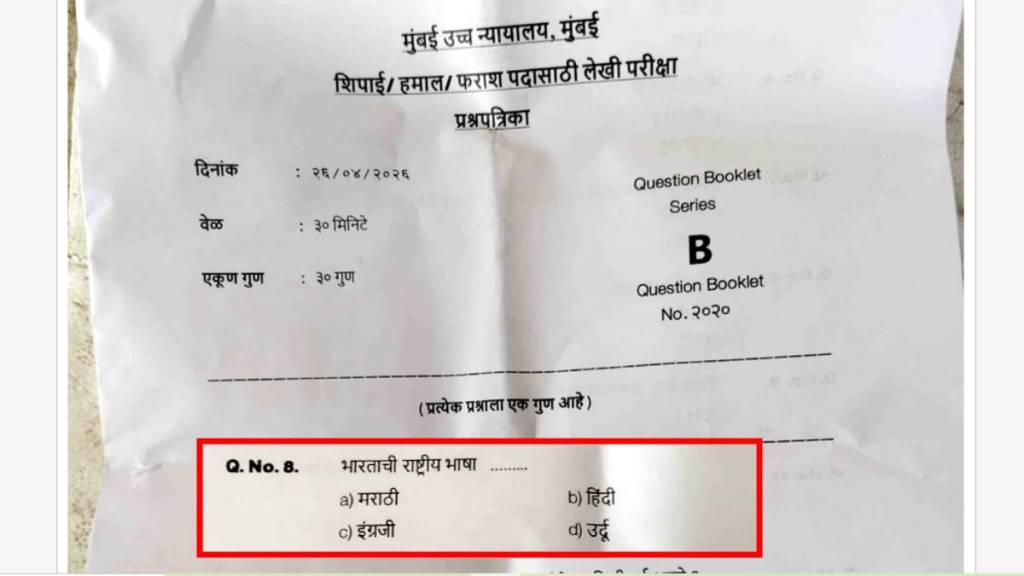 मुंबई उच्च न्यायालय, मुंबई
शिपाई/ हमाल/ फराश पदासाठी लेखी परीक्षा
प्रश्नपत्रिका
दिनांक : २६/०४/२०२६
वेळ : ३० मिनिटे
एकूण गुण : ३० गुण
Question Booklet
Series
B
Question Booklet
No. २०२०
(प्रत्येक प्रश्नाला एक गुण आहे)
Q. No. 8. भारताची राष्ट्रीय भाषा .........
a) मराठी b) हिंदी
c) इंग्रजी d) उर्दू